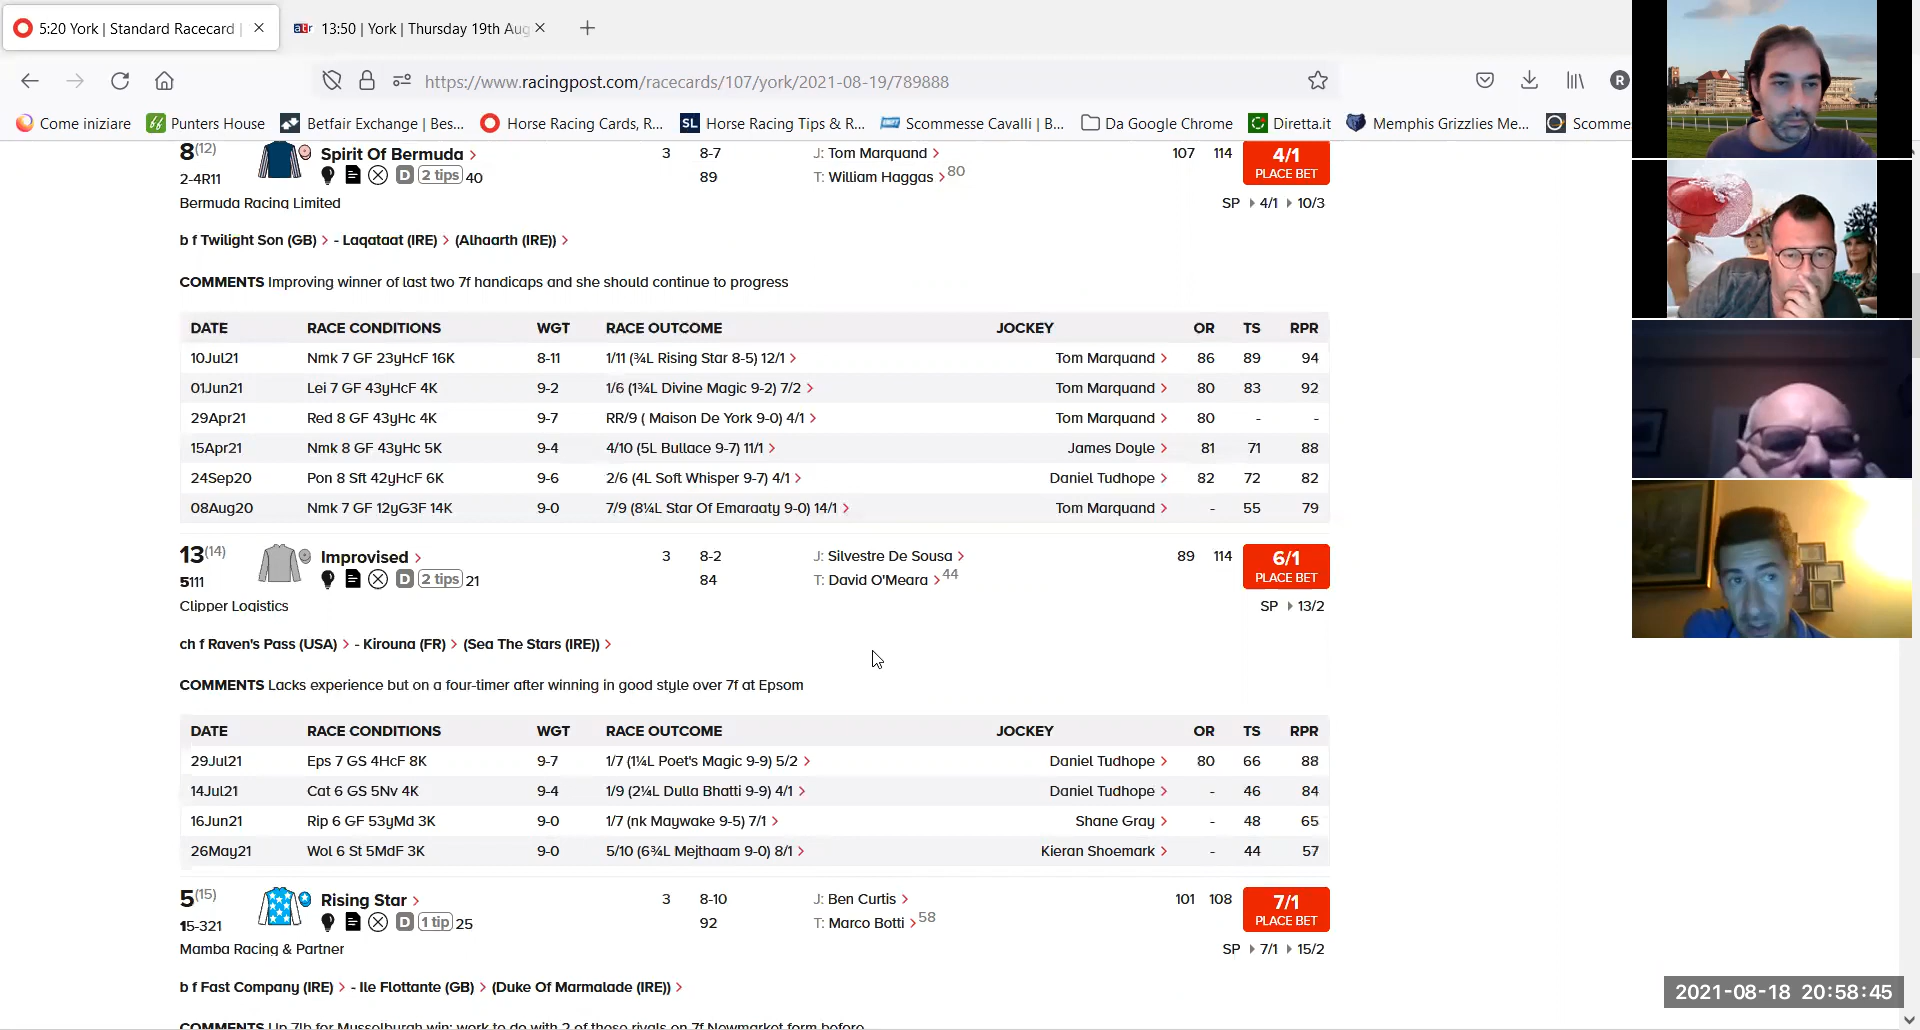 5:20 York | Standard Racecard |
atr 13:50 | York | Thursday 19th Aug
https://www.racingpost.com/racecards/107/york/2021-08-19/789888
R
Come iniziare Punters House Betfair Exchange | Bes... Horse Racing Cards, R... SL Horse Racing Tips & R... Scommesse Cavalli | B... Da Google Chrome Diretta.it Memphis Grizzlies Me... Scomme
8(12) Spirit Of Bermuda 3 8-7 J: Tom Marquand 107 114 4/1
2-4R11 D 2 tips 40 89 T: William Haggas 80 PLACE BET
Bermuda Racing Limited SP 4/1 10/3
b f Twilight Son (GB) - Laqataat (IRE) (Alhaarth (IRE))
COMMENTS Improving winner of last two 7f handicaps and she should continue to progress
DATE RACE CONDITIONS WGT RACE OUTCOME JOCKEY OR TS RPR
10Jul21 Nmk 7 GF 23yHcF 16K 8-11 1/11 (¾L Rising Star 8-5) 12/1 Tom Marquand 86 89 94
01Jun21 Lei 7 GF 43yHcF 4K 9-2 1/6 (1¾L Divine Magic 9-2) 7/2 Tom Marquand 80 83 92
29Apr21 Red 8 GF 43yHc 4K 9-7 RR/9 ( Maison De York 9-0) 4/1 Tom Marquand 80 - -
15Apr21 Nmk 8 GF 43yHc 5K 9-4 4/10 (5L Bullace 9-7) 11/1 James Doyle 81 71 88
24Sep20 Pon 8 Sft 42yHcF 6K 9-6 2/6 (4L Soft Whisper 9-7) 4/1 Daniel Tudhope 82 72 82
08Aug20 Nmk 7 GF 12yG3F 14K 9-0 7/9 (8¼L Star Of Emaraaty 9-0) 14/1 Tom Marquand - 55 79
13(14) Improvised 3 8-2 J: Silvestre De Sousa 89 114 6/1
5111 D 2 tips 21 84 T: David O'Meara 44 PLACE BET
Clipper Logistics SP 13/2
ch f Raven's Pass (USA) - Kirouna (FR) (Sea The Stars (IRE))
COMMENTS Lacks experience but on a four-timer after winning in good style over 7f at Epsom
DATE RACE CONDITIONS WGT RACE OUTCOME JOCKEY OR TS RPR
29Jul21 Eps 7 GS 4HcF 8K 9-7 1/7 (1¼L Poet's Magic 9-9) 5/2 Daniel Tudhope 80 66 88
14Jul21 Cat 6 GS 5Nv 4K 9-4 1/9 (2¼L Dulla Bhatti 9-9) 4/1 Daniel Tudhope - 46 84
16Jun21 Rip 6 GF 53yMd 3K 9-0 1/7 (nk Maywake 9-5) 7/1 Shane Gray - 48 65
26May21 Wol 6 St 5MdF 3K 9-0 5/10 (6¾L Mejthaam 9-0) 8/1 Kieran Shoemark - 44 57
5(15) Rising Star 3 8-10 J: Ben Curtis 101 108 7/1
15-321 D 1 tip 25 92 T: Marco Botti 58 PLACE BET
Mamba Racing & Partner SP 7/1 15/2
b f Fast Company (IRE) - Ile Flottante (GB) (Duke Of Marmalade (IRE))
2021-08-18 20:58:45
COMMENTS Up 7lb for Musselburgh win; work to do with 2 of these rivals on 7f Newmarket form before